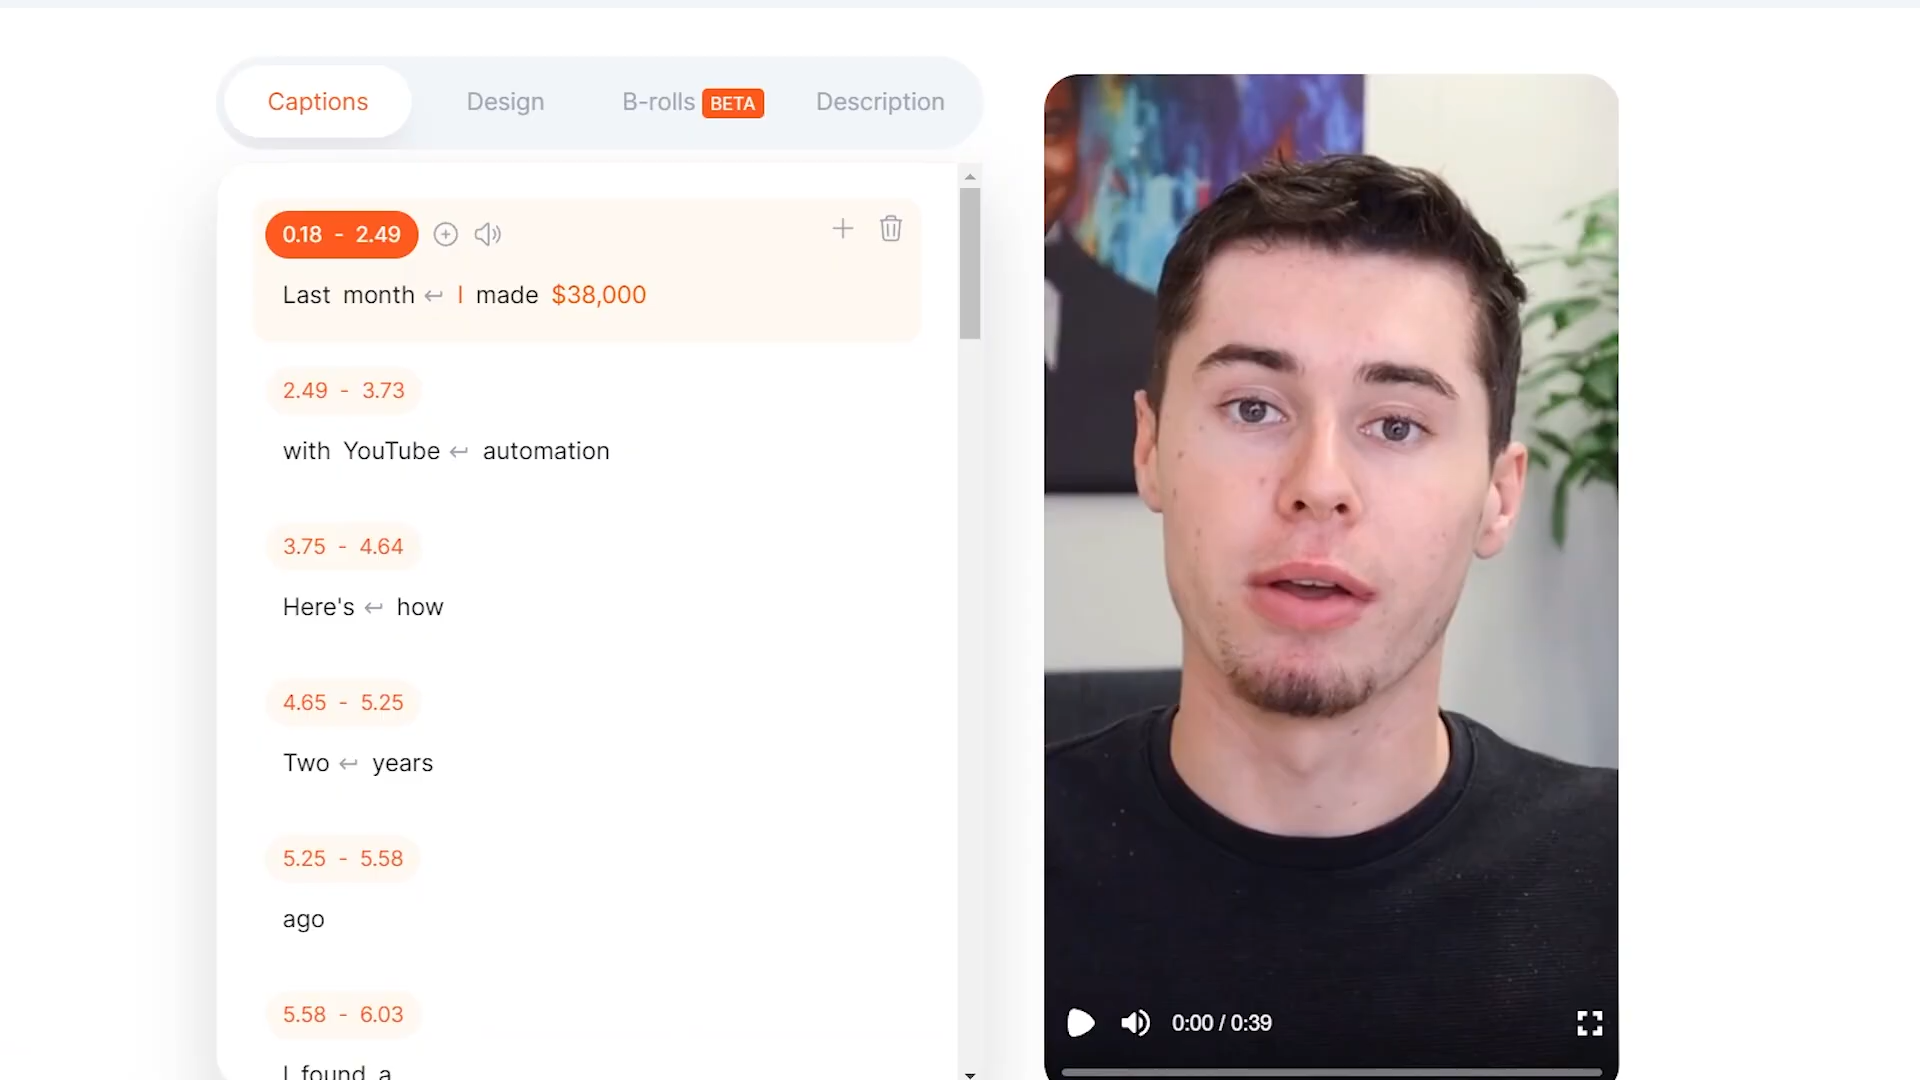 Captions Design B-rolls BETA Description
0.18 - 2.49
Last month ↩ I made $38,000
2.49 - 3.73
with YouTube ↩ automation
3.75 - 4.64
Here's ↩ how
4.65 - 5.25
Two ↩ years
5.25 - 5.58
ago
5.58 - 6.03
I found a
0:00 / 0:39